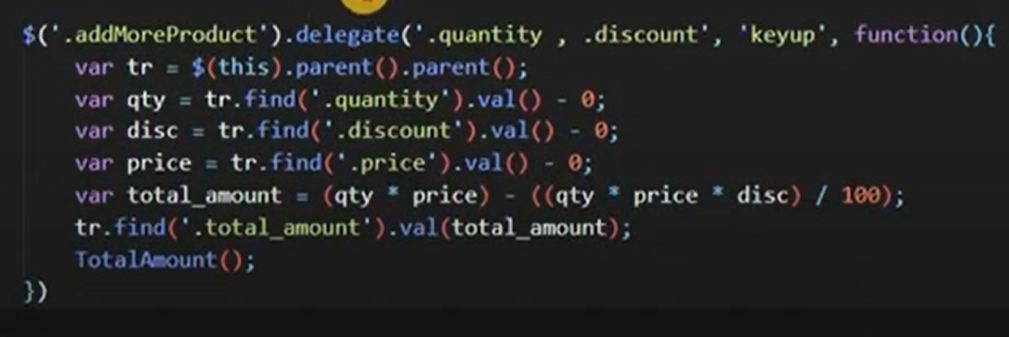 $('.addMoreProduct').delegate('.quantity , .discount', 'keyup', function(){
    var tr = $(this).parent().parent();
    var qty = tr.find('.quantity').val() - 0;
    var disc = tr.find('.discount').val() - 0;
    var price = tr.find('.price').val() - 0;
    var total_amount = (qty * price) - ((qty * price * disc) / 100);
    tr.find('.total_amount').val(total_amount);
    TotalAmount();
})